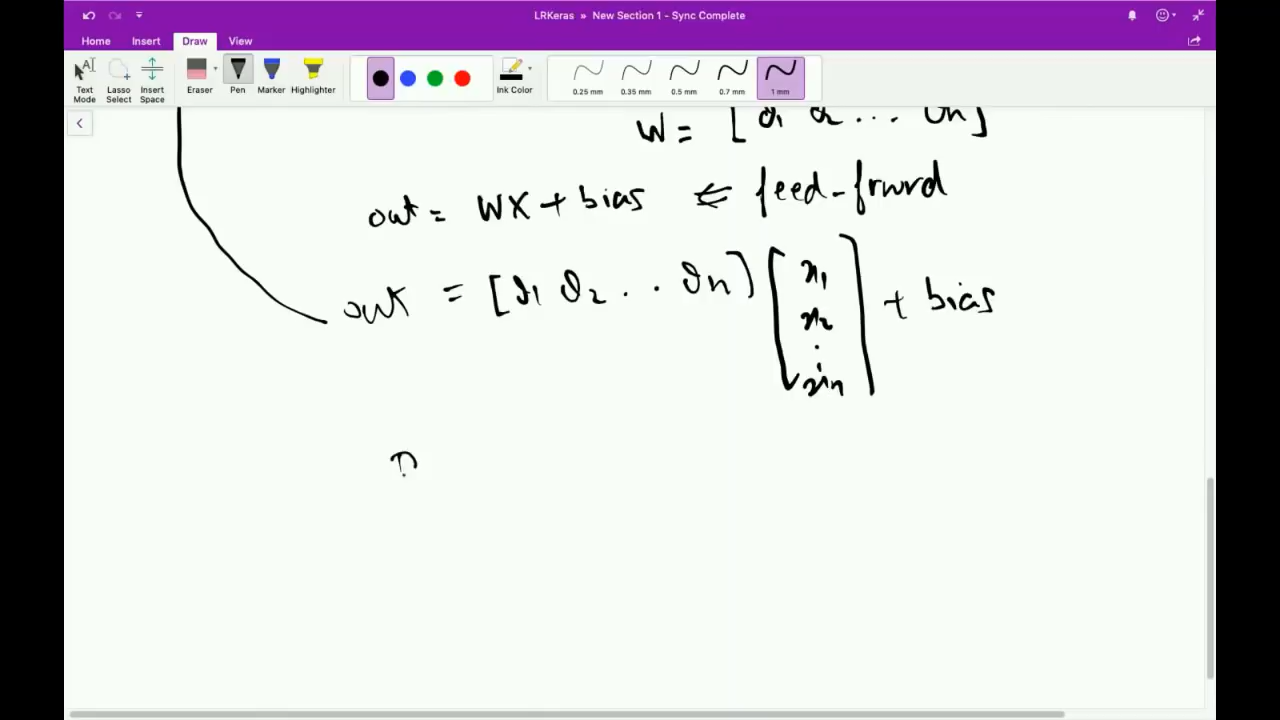 LRKeras » New Section 1 - Sync Complete
Home Insert Draw View
Text Mode
Lasso Select
Insert Space
Eraser
Pen
Marker
Highlighter
Ink Color
0.25 mm
0.35 mm
0.5 mm
0.7 mm
1 mm
W = [ϑ1 ϑ2 ... ϑn]
out = WX + bias ⇐ feed-frwrd
out = [ϑ1 ϑ2 .. ϑn] [x1 x2 : xn] + bias